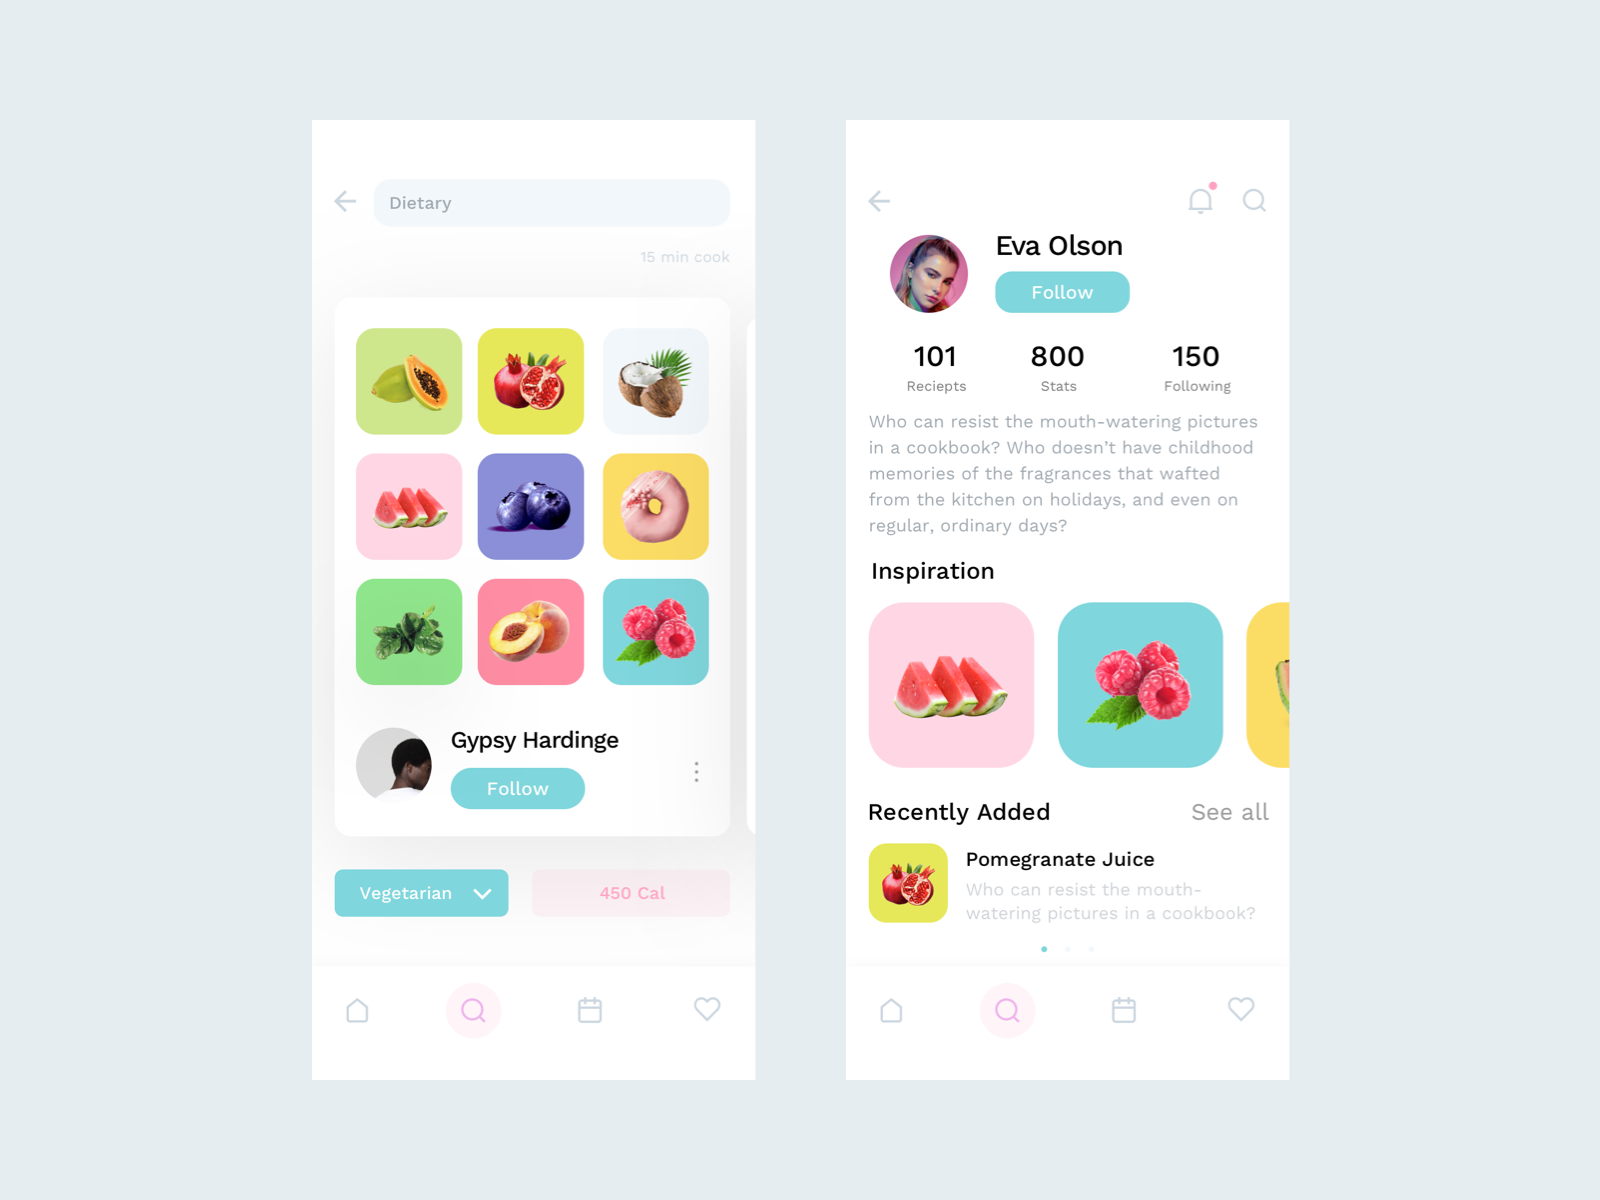 Dietary
15 min cook
Gypsy Hardinge
Follow
Vegetarian
450 Cal
Eva Olson
Follow
101
Reciepts
800
Stats
150
Following
Who can resist the mouth-watering pictures
in a cookbook? Who doesn’t have childhood
memories of the fragrances that wafted
from the kitchen on holidays, and even on
regular, ordinary days?
Inspiration
Recently Added
See all
Pomegranate Juice
Who can resist the mouth-
watering pictures in a cookbook?